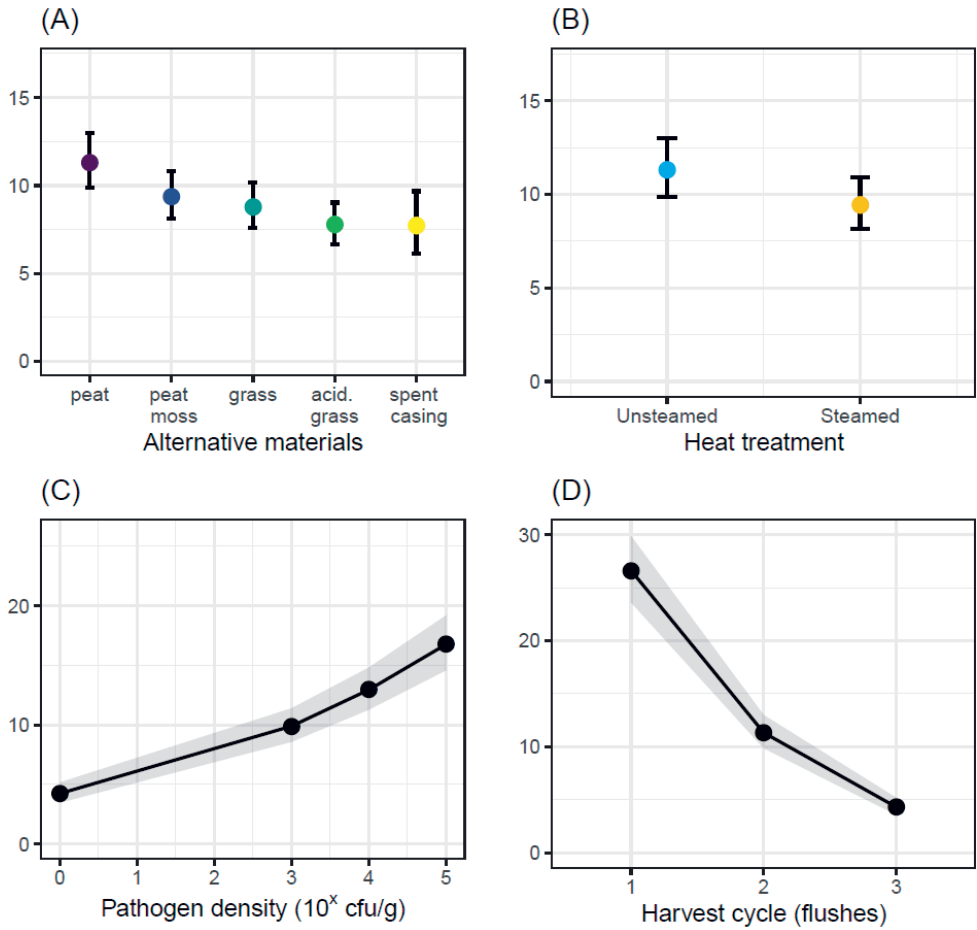 (A)
15
10
5
0
peat
peat
moss
grass
acid.
grass
spent
casing
Alternative materials
(B)
15
10
5
0
Unsteamed
Steamed
Heat treatment
(C)
20
10
0
0
1
2
3
4
5
Pathogen density (10ˣ cfu/g)
(D)
30
20
10
0
1
2
3
Harvest cycle (flushes)